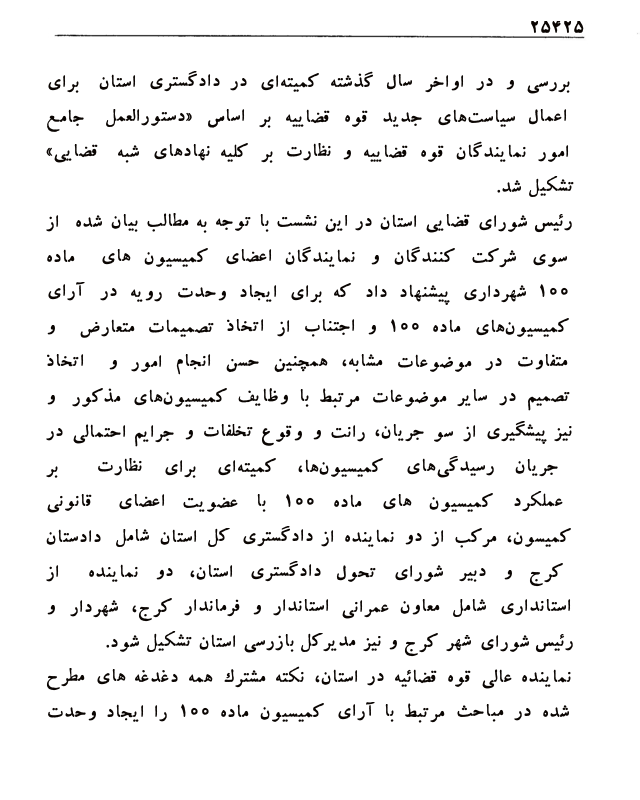 ۲۵۴۲۵
بررسی و در اواخر سال گذشته کمیته‌ای در دادگستری استان برای
اعمال سیاست‌های جدید قوه قضاییه بر اساس «دستورالعمل جامع
امور نمایندگان قوه قضاییه و نظارت بر کلیه نهادهای شبه قضایی»
تشکیل شد.
رئیس شورای قضایی استان در این نشست با توجه به مطالب بیان شده از
سوی شرکت کنندگان و نمایندگان اعضای کمیسیون های ماده
۱۰۰ شهرداری پیشنهاد داد که برای ایجاد وحدت رویه در آرای
کمیسیون‌های ماده ۱۰۰ و اجتناب از اتخاذ تصمیمات متعارض و
متفاوت در موضوعات مشابه، همچنین حسن انجام امور و اتخاذ
تصمیم در سایر موضوعات مرتبط با وظایف کمیسیون‌های مذکور و
نیز پیشگیری از سو جریان، رانت و وقوع تخلفات و جرایم احتمالی در
جریان رسیدگی‌های کمیسیون‌ها، کمیته‌ای برای نظارت بر
عملکرد کمیسیون های ماده ۱۰۰ با عضویت اعضای قانونی
کمیسون، مرکب از دو نماینده از دادگستری کل استان شامل دادستان
کرج و دبیر شورای تحول دادگستری استان، دو نماینده از
استانداری شامل معاون عمرانی استاندار و فرماندار کرج، شهردار و
رئیس شورای شهر کرج و نیز مدیرکل بازرسی استان تشکیل شود.
نماینده عالی قوه قضائیه در استان، نکته مشترك همه دغدغه های مطرح
شده در مباحث مرتبط با آرای کمیسیون ماده ۱۰۰ را ایجاد وحدت